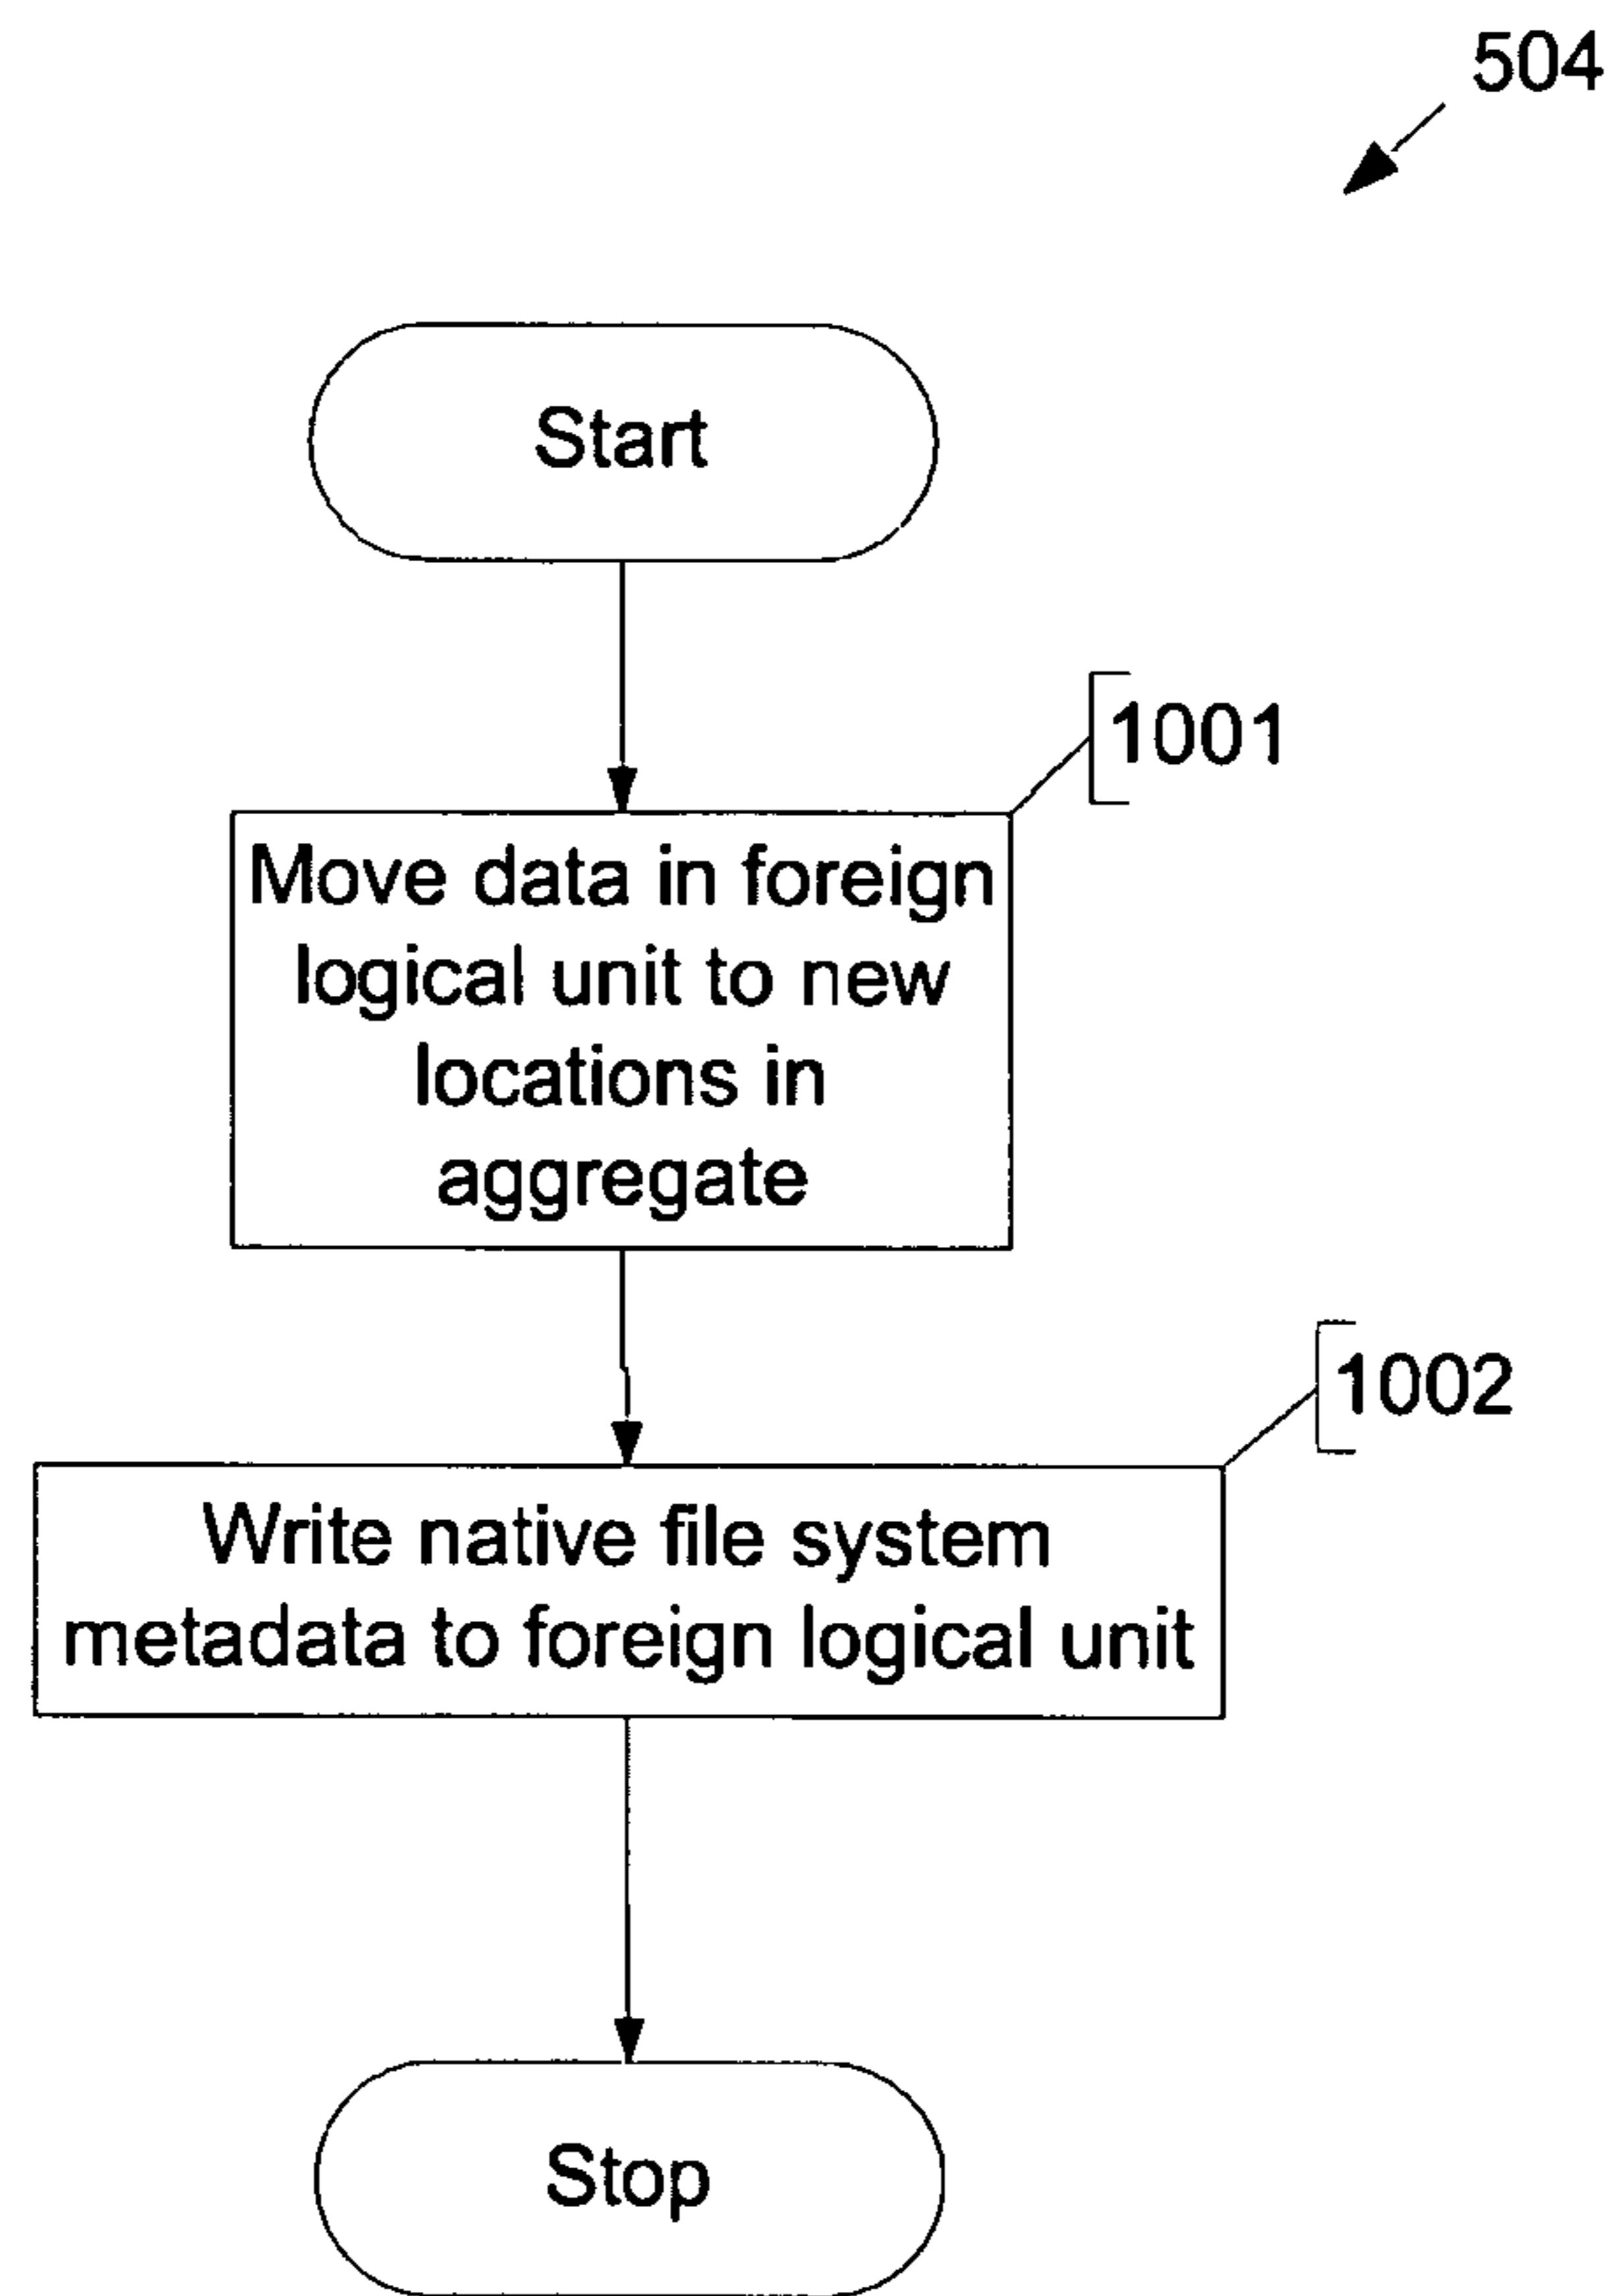 504
Start
1001
Move data in foreign
logical unit to new
locations in
aggregate
1002
Write native file system
metadata to foreign logical unit
Stop